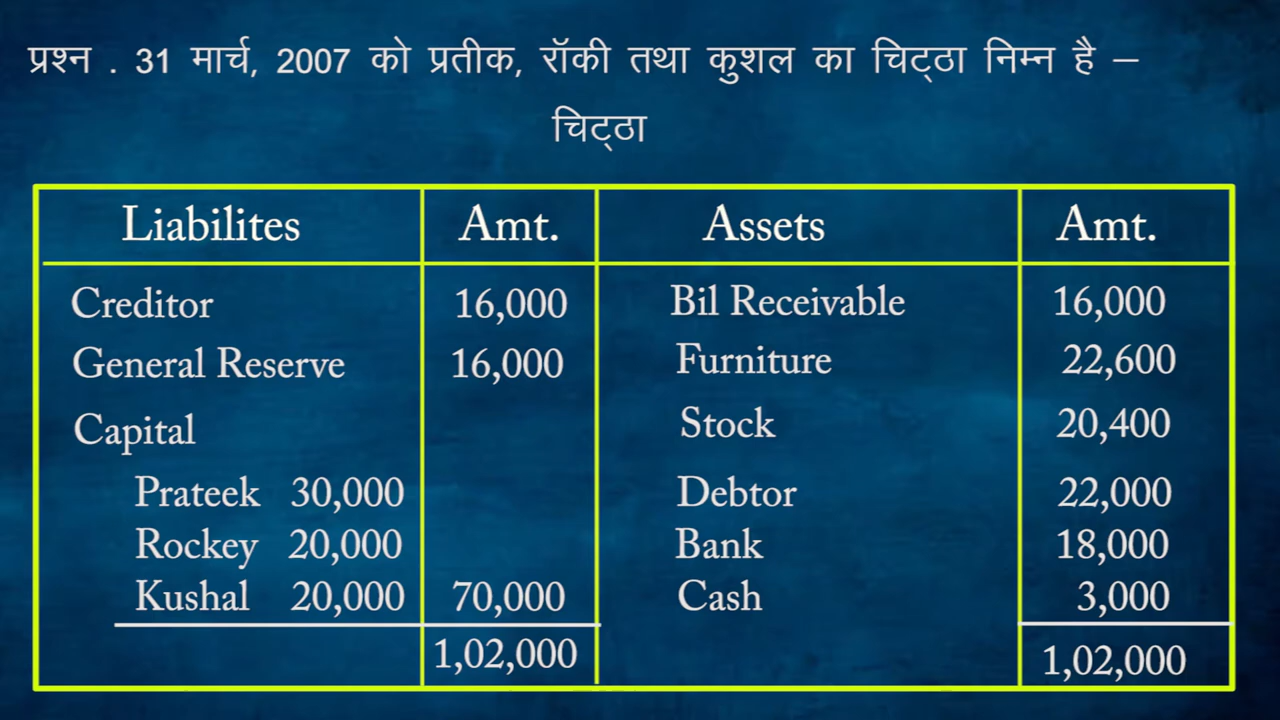 प्रश्न . 31 मार्च, 2007 को प्रतीक, रॉकी तथा कुशल का चिट्ठा निम्न है –
चिट्ठा
Liabilites Amt. Assets Amt.
Creditor 16,000 Bil Receivable 16,000
General Reserve 16,000 Furniture 22,600
Capital Stock 20,400
Prateek 30,000 Debtor 22,000
Rockey 20,000 Bank 18,000
Kushal 20,000 70,000 Cash 3,000
1,02,000 1,02,000